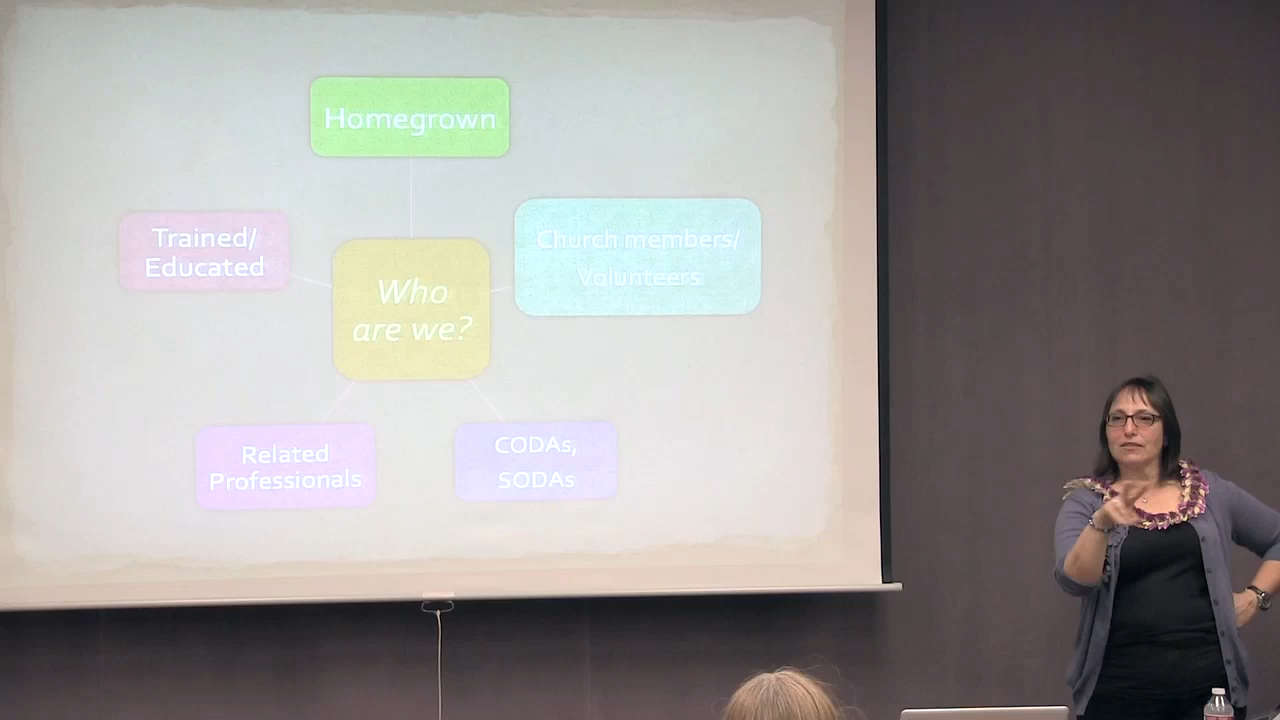 Homegrown
Trained/
Educated
Church members/
Volunteers
Who
are we?
Related
Professionals
CODAs,
SODAs